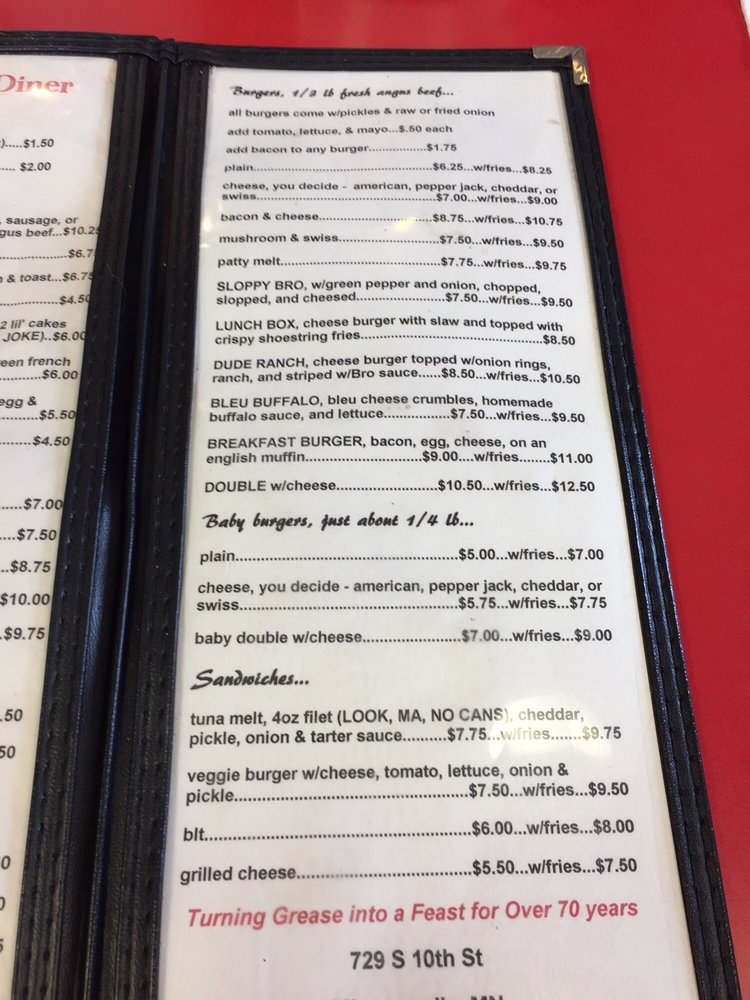 Diner
)......$1.50
.... $2.00
, sausage, or
gus beef...$10.2
$6.7
& toast...$6.7
$4.50
2 lil' cakes
JOKE)..$6.00
een french
$6.00
egg &
$5.50
$4.50
$7.00
$7.50
$8.75
$10.00
$9.75
.50
50
Burgers, 1/3 lb fresh angus beef...
all burgers come w/pickles & raw or fried onion
add tomato, lettuce, & mayo...$.50 each
add bacon to any burger.................$1.75
plain....................................................$6.25...w/fries...$8.25
cheese, you decide - american, pepper jack, cheddar, or
swiss....................................................$7.00...w/fries...$9.00
bacon & cheese.................................$8.75...w/fries...$10.75
mushroom & swiss.............................$7.50...w/fries...$9.50
patty melt..............................................$7.75...w/fries...$9.75
SLOPPY BRO, w/green pepper and onion, chopped,
slopped, and cheesed..........................$7.50...w/fries...$9.50
LUNCH BOX, cheese burger with slaw and topped with
crispy shoestring fries....................................................$8.50
DUDE RANCH, cheese burger topped w/onion rings,
ranch, and striped w/Bro sauce......$8.50...w/fries...$10.50
BLEU BUFFALO, bleu cheese crumbles, homemade
buffalo sauce, and lettuce...................$7.50...w/fries...$9.50
BREAKFAST BURGER, bacon, egg, cheese, on an
english muffin.................................$9.00....w/fries........$11.00
DOUBLE w/cheese.............................$10.50...w/fries...$12.50
Baby burgers, just about 1/4 lb...
plain..........................................................$5.00...w/fries...$7.00
cheese, you decide - american, pepper jack, cheddar, or
swiss.........................................................$5.75...w/fries...$7.75
baby double w/cheese.........................$7.00...w/fries...$9.00
Sandwiches...
tuna melt, 4oz filet (LOOK, MA, NO CANS), cheddar,
pickle, onion & tarter sauce..........$7.75...w/fries........$9.75
veggie burger w/cheese, tomato, lettuce, onion &
pickle.......................................................$7.50...w/fries...$9.50
blt...............................................................$6.00...w/fries...$8.00
grilled cheese.........................................$5.50...w/fries...$7.50
Turning Grease into a Feast for Over 70 years
729 S 10th St